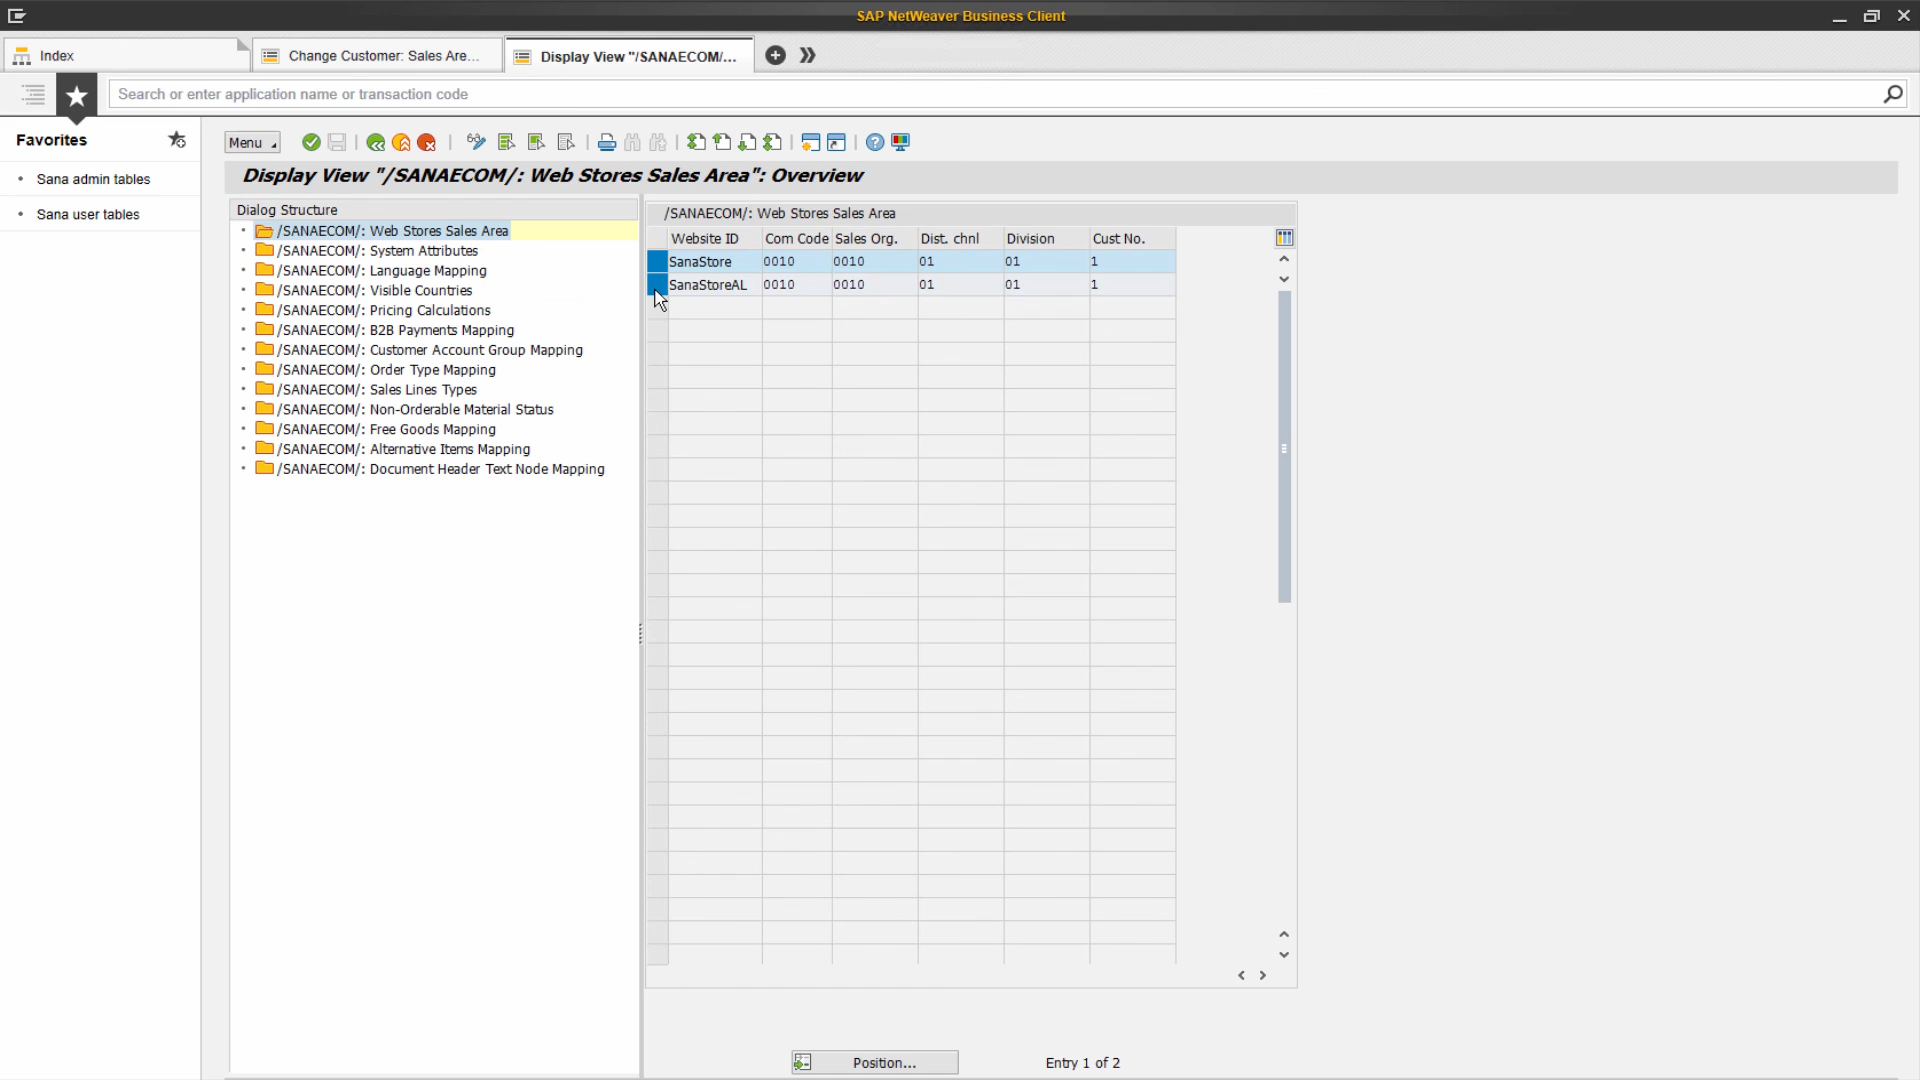 SAP NetWeaver Business Client
Index
Change Customer: Sales Are...
Display View "/SANAECOM/...
Search or enter application name or transaction code
Favorites
Sana admin tables
Sana user tables
Menu
Display View "/SANAECOM/: Web Stores Sales Area": Overview
Dialog Structure
/SANAECOM/: Web Stores Sales Area
/SANAECOM/: System Attributes
/SANAECOM/: Language Mapping
/SANAECOM/: Visible Countries
/SANAECOM/: Pricing Calculations
/SANAECOM/: B2B Payments Mapping
/SANAECOM/: Customer Account Group Mapping
/SANAECOM/: Order Type Mapping
/SANAECOM/: Sales Lines Types
/SANAECOM/: Non-Orderable Material Status
/SANAECOM/: Free Goods Mapping
/SANAECOM/: Alternative Items Mapping
/SANAECOM/: Document Header Text Node Mapping
/SANAECOM/: Web Stores Sales Area
Website ID Com Code Sales Org. Dist. chnl Division Cust No.
SanaStore 0010 0010 01 01 1
SanaStoreAL 0010 0010 01 01 1
Position...
Entry 1 of 2